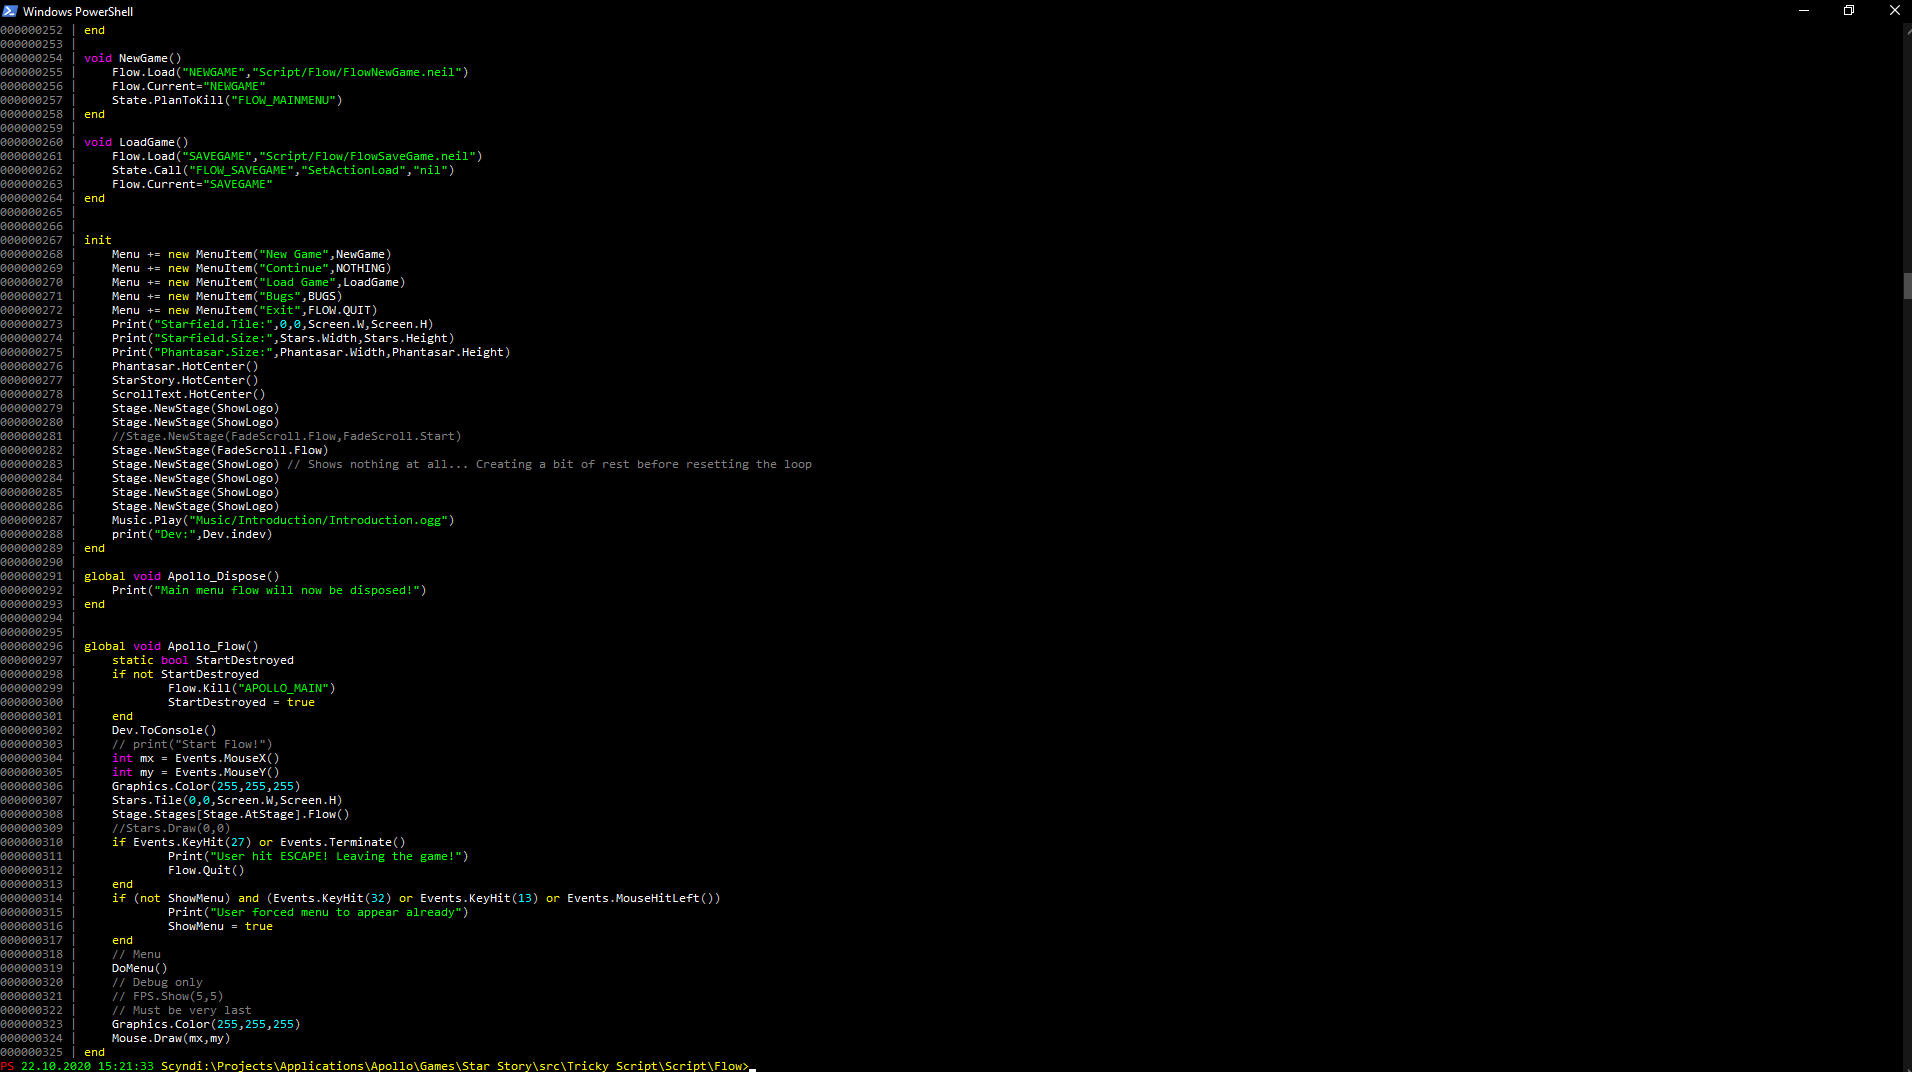 Windows PowerShell
000000252 | end
000000253 |
000000254 | void NewGame()
000000255 |     Flow.Load("NEWGAME","Script/Flow/FlowNewGame.neil")
000000256 |     Flow.Current="NEWGAME"
000000257 |     State.PlanToKill("FLOW_MAINMENU")
000000258 | end
000000259 |
000000260 | void LoadGame()
000000261 |     Flow.Load("SAVEGAME","Script/Flow/FlowSaveGame.neil")
000000262 |     State.Call("FLOW_SAVEGAME","SetActionLoad","nil")
000000263 |     Flow.Current="SAVEGAME"
000000264 | end
000000265 |
000000266 |
000000267 | init
000000268 |     Menu += new MenuItem("New Game",NewGame)
000000269 |     Menu += new MenuItem("Continue",NOTHING)
000000270 |     Menu += new MenuItem("Load Game",LoadGame)
000000271 |     Menu += new MenuItem("Bugs",BUGS)
000000272 |     Menu += new MenuItem("Exit",FLOW.QUIT)
000000273 |     Print("Starfield.Tile:",0,0,Screen.W,Screen.H)
000000274 |     Print("Starfield.Size:",Stars.Width,Stars.Height)
000000275 |     Print("Phantasar.Size:",Phantasar.Width,Phantasar.Height)
000000276 |     Phantasar.HotCenter()
000000277 |     StarStory.HotCenter()
000000278 |     ScrollText.HotCenter()
000000279 |     Stage.NewStage(ShowLogo)
000000280 |     Stage.NewStage(ShowLogo)
000000281 |     //Stage.NewStage(FadeScroll.Flow,FadeScroll.Start)
000000282 |     Stage.NewStage(FadeScroll.Flow)
000000283 |     Stage.NewStage(ShowLogo) // Shows nothing at all... Creating a bit of rest before resetting the loop
000000284 |     Stage.NewStage(ShowLogo)
000000285 |     Stage.NewStage(ShowLogo)
000000286 |     Stage.NewStage(ShowLogo)
000000287 |     Music.Play("Music/Introduction/Introduction.ogg")
000000288 |     print("Dev:",Dev.indev)
000000289 | end
000000290 |
000000291 | global void Apollo_Dispose()
000000292 |     Print("Main menu flow will now be disposed!")
000000293 | end
000000294 |
000000295 |
000000296 | global void Apollo_Flow()
000000297 |     static bool StartDestroyed
000000298 |     if not StartDestroyed
000000299 |             Flow.Kill("APOLLO_MAIN")
000000300 |             StartDestroyed = true
000000301 |     end
000000302 |     Dev.ToConsole()
000000303 |     // print("Start Flow!")
000000304 |     int mx = Events.MouseX()
000000305 |     int my = Events.MouseY()
000000306 |     Graphics.Color(255,255,255)
000000307 |     Stars.Tile(0,0,Screen.W,Screen.H)
000000308 |     Stage.Stages[Stage.AtStage].Flow()
000000309 |     //Stars.Draw(0,0)
000000310 |     if Events.KeyHit(27) or Events.Terminate()
000000311 |             Print("User hit ESCAPE! Leaving the game!")
000000312 |             Flow.Quit()
000000313 |     end
000000314 |     if (not ShowMenu) and (Events.KeyHit(32) or Events.KeyHit(13) or Events.MouseHitLeft())
000000315 |             Print("User forced menu to appear already")
000000316 |             ShowMenu = true
000000317 |     end
000000318 |     // Menu
000000319 |     DoMenu()
000000320 |     // Debug only
000000321 |     // FPS.Show(5,5)
000000322 |     // Must be very last
000000323 |     Graphics.Color(255,255,255)
000000324 |     Mouse.Draw(mx,my)
000000325 | end
PS 22.10.2020 15:21:33 Scyndi:\Projects\Applications\Apollo\Games\Star Story\src\Tricky Script\Script\Flow>